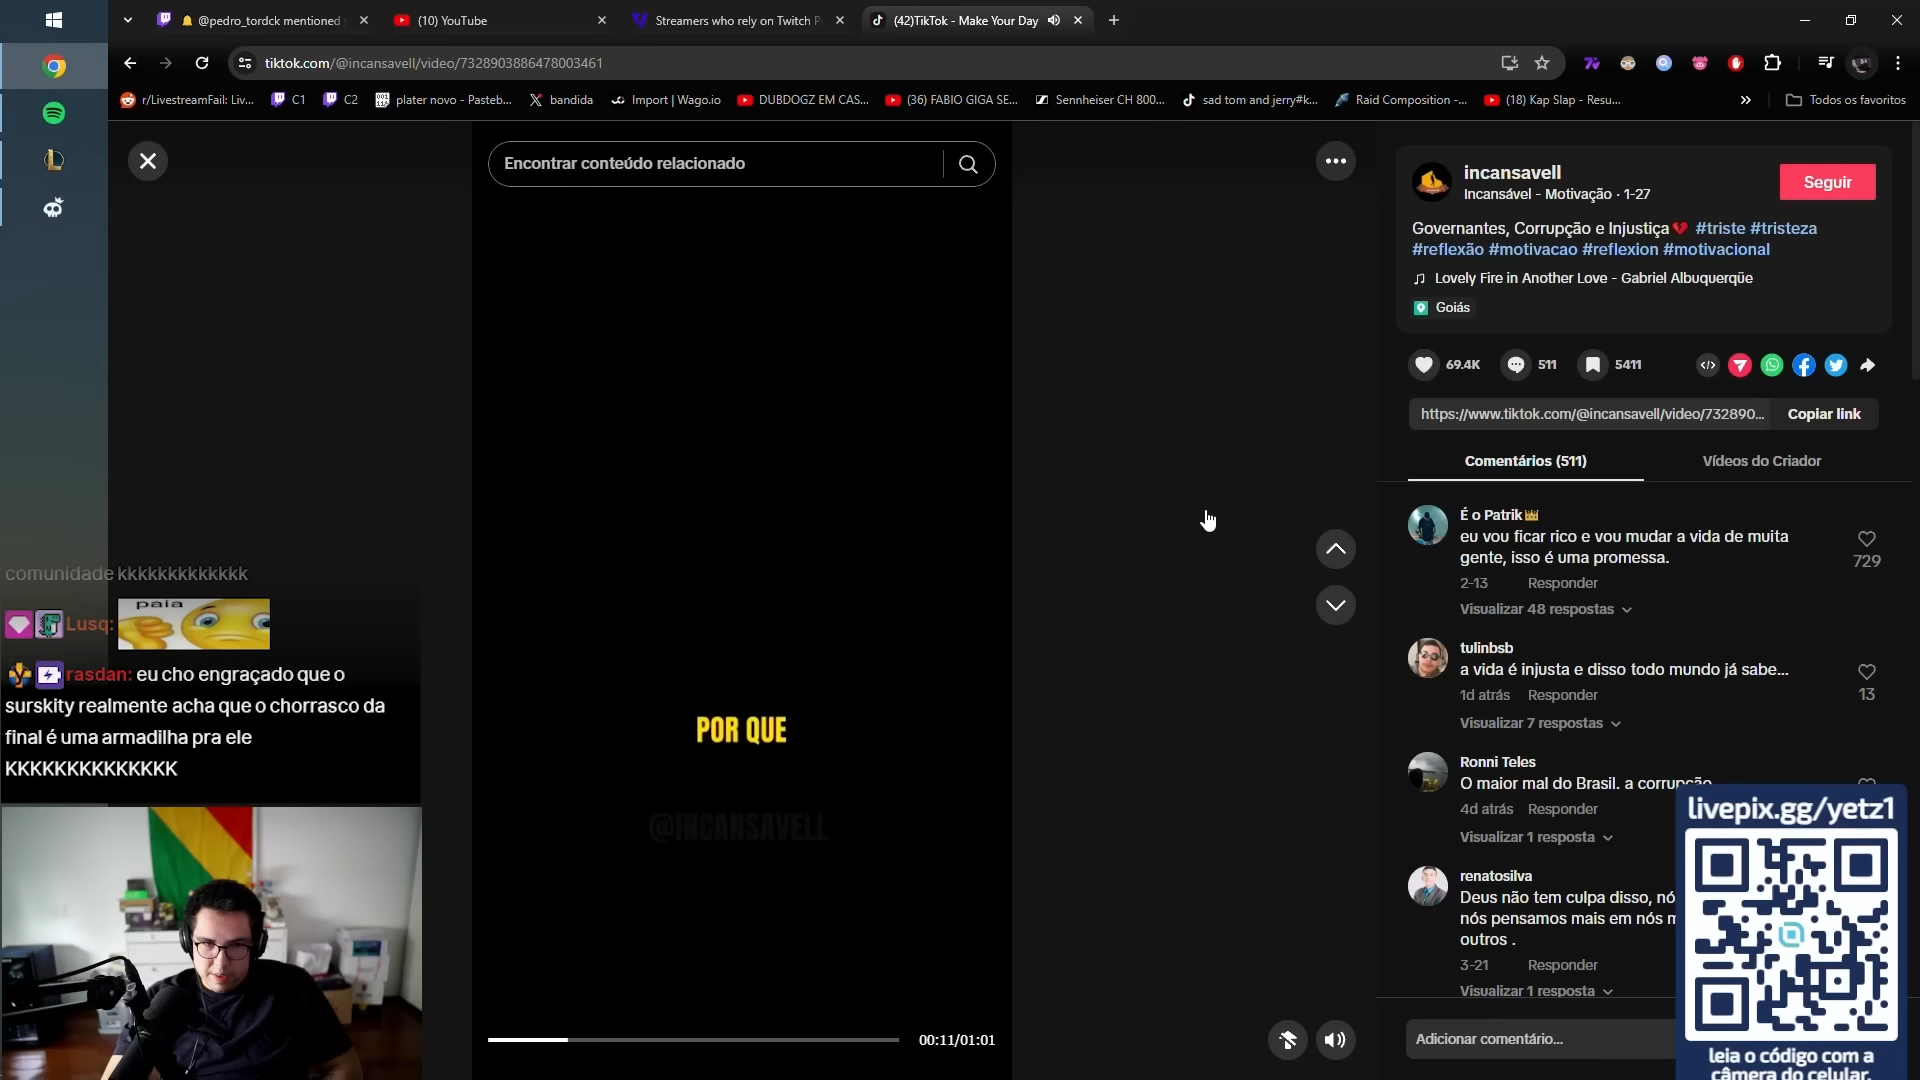 @pedro_tordck mentioned
(10) YouTube
Streamers who rely on Twitch P
(42)TikTok - Make Your Day
tiktok.com/@incansavell/video/7328903886478003461
r/LivestreamFail: Liv...
C1
C2
plater novo - Pasteb...
bandida
Import | Wago.io
DUBDOGZ EM CAS...
(36) FABIO GIGA SE...
Sennheiser CH 800...
sad tom and jerry#k...
Raid Composition -...
(18) Kap Slap - Resu...
Todos os favoritos
Encontrar conteúdo relacionado
POR QUE
@INCANSAVELL
00:11/01:01
incansavell
Incansável - Motivação · 1-27
Seguir
Governantes, Corrupção e Injustiça💔 #triste #tristeza
#reflexão #motivacao #reflexion #motivacional
Lovely Fire in Another Love - Gabriel Albuquerqüe
Goiás
69.4K
511
5411
https://www.tiktok.com/@incansavell/video/732890...
Copiar link
Comentários (511)
Vídeos do Criador
É o Patrik👑
eu vou ficar rico e vou mudar a vida de muita
gente, isso é uma promessa.
729
2-13 Responder
Visualizar 48 respostas
tulinbsb
a vida é injusta e disso todo mundo já sabe...
13
1d atrás Responder
Visualizar 7 respostas
Ronni Teles
O maior mal do Brasil. a corrupção
4d atrás Responder
Visualizar 1 resposta
renatosilva
Deus não tem culpa disso, nó
nós pensamos mais em nós m
outros .
3-21 Responder
Visualizar 1 resposta
Adicionar comentário...
comunidade kkkkkkkkkkkkk
Lusq:
paia
rasdan: eu cho engraçado que o
surskity realmente acha que o chorrasco da
final é uma armadilha pra ele
KKKKKKKKKKKKKK
livepix.gg/yetz1
leia o código com a
câmera do celular.